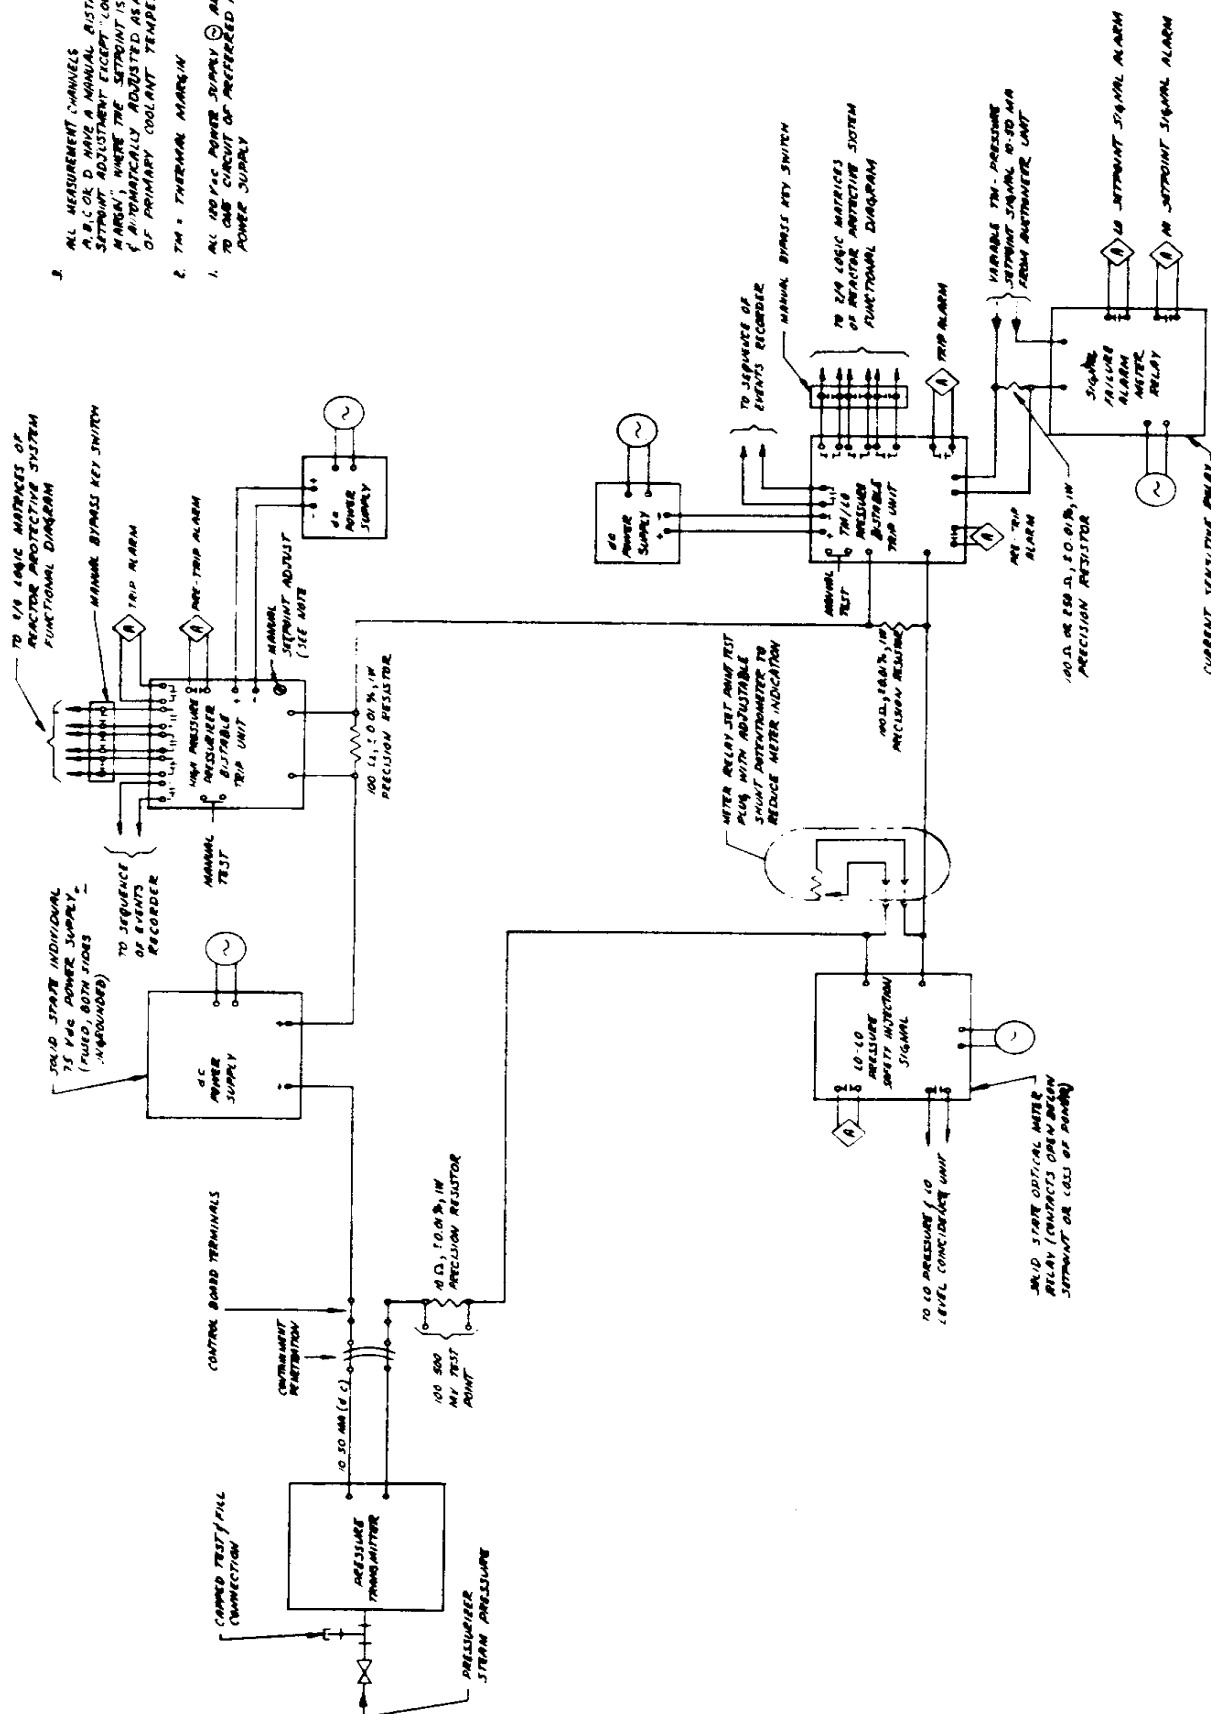 3. ALL MEASUREMENT CHANNELS
A, B, C OR D HAVE A MANUAL
SETPOINT ADJUSTMENT EXCEPT
MARGIN", WHERE THE SETPOINT IS
& AUTOMATICALLY ADJUSTED AS
OF PRIMARY COOLANT
2. TM = THERMAL MARGIN
1. ALL 120 Vac POWER SUPPLY
TO ONE CIRCUIT OF PREFERRED
POWER SUPPLY
TO 2/4 LOGIC MATRICES OF
REACTOR PROTECTIVE SYSTEM
FUNCTIONAL DIAGRAM
MANUAL BYPASS KEY SWITCH
TRIP ALARM
A
PRE-TRIP ALARM
A
HIGH PRESSURE
PRESSURIZER
BISTABLE
TRIP UNIT
MANUAL
TEST
TO SEQUENCE
OF EVENTS
RECORDER
MANUAL
SETPOINT ADJUST
(SEE NOTE
+
-
+
-
dc
POWER
SUPPLY
100 Ω, ±0.01%, 1W
PRECISION RESISTOR
SOLID STATE INDIVIDUAL
75 Vdc POWER SUPPLY
(FUSED, BOTH SIDES
UNGROUNDED)
dc
POWER
SUPPLY
CONTROL BOARD TERMINALS
CONTAINMENT
PENETRATION
10 50 MA (dc)
10 Ω, ±0.01%, 1W
PRECISION RESISTOR
100 500
MV TEST
POINT
CAPPED TEST & FILL
CONNECTION
PRESSURE
TRANSMITTER
PRESSURIZER
STEAM PRESSURE
dc
POWER
SUPPLY
TO SEQUENCE OF
EVENTS RECORDER
MANUAL BYPASS KEY SWITCH
TO 2/4 LOGIC MATRICES
OF REACTOR PROTECTIVE SYSTEM
FUNCTIONAL DIAGRAM
A
TRIP ALARM
TM/LO
PRESSURE
BISTABLE
TRIP UNIT
MANUAL
TEST
A
PRE-TRIP
ALARM
VARIABLE TM-PRESSURE
SETPOINT SIGNAL 10-50 MA
FROM AUCTIONEER UNIT
A
LO SETPOINT SIGNAL ALARM
A
HI SETPOINT SIGNAL ALARM
SIGNAL
FAILURE
ALARM
METER
RELAY
100 Ω OR 250 Ω, ±0.01%, 1W
PRECISION RESISTOR
CURRENT SENSITIVE RELAY
100 Ω, ±0.01%, 1W
PRECISION RESISTOR
METER RELAY SET POINT TEST
PLUG WITH ADJUSTABLE
SHUNT POTENTIOMETER TO
REDUCE METER INDICATION
LO-LO
PRESSURE
SAFETY INJECTION
SIGNAL
A
TO LO PRESSURE & LO
LEVEL COINCIDENCE UNIT
SOLID STATE OPTICAL METER
RELAY (CONTACTS OPEN BELOW
SETPOINT OR LOSS OF POWER)